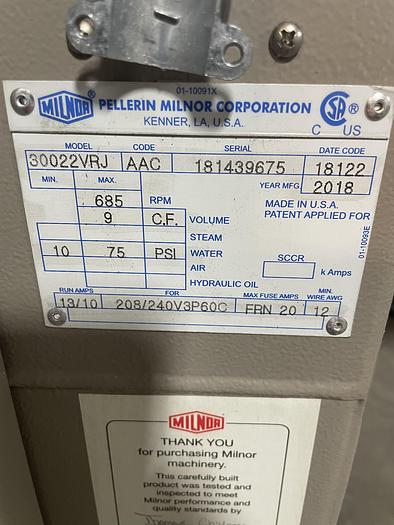 01-10091X
MILNOR PELLERIN MILNOR CORPORATION
KENNER, LA, U.S.A.
C US
MODEL CODE SERIAL DATE CODE
30022VRJ AAC 181439675 18122
MIN. MAX. YEAR MFG. 2018
685 RPM MADE IN U.S.A.
9 C.F. VOLUME PATENT APPLIED FOR
STEAM
10 75 PSI WATER SCCR
AIR k Amps
HYDRAULIC OIL
01-10093E
RUN AMPS FOR MAX FUSE AMPS MIN. WIRE AWG
13/10 208/240V3P60C FRN 20 12
MILNOR
THANK YOU
for purchasing Milnor
machinery.
This carefully built
product was tested and
inspected to meet
Milnor performance and
quality standards by